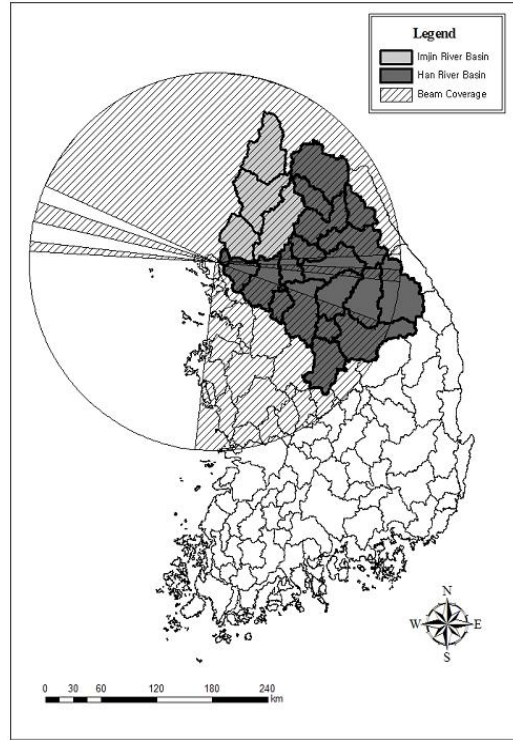 Legend
Imjin River Basin
Han River Basin
Beam Coverage
N
W E
S
0 30 60 120 180 240
km